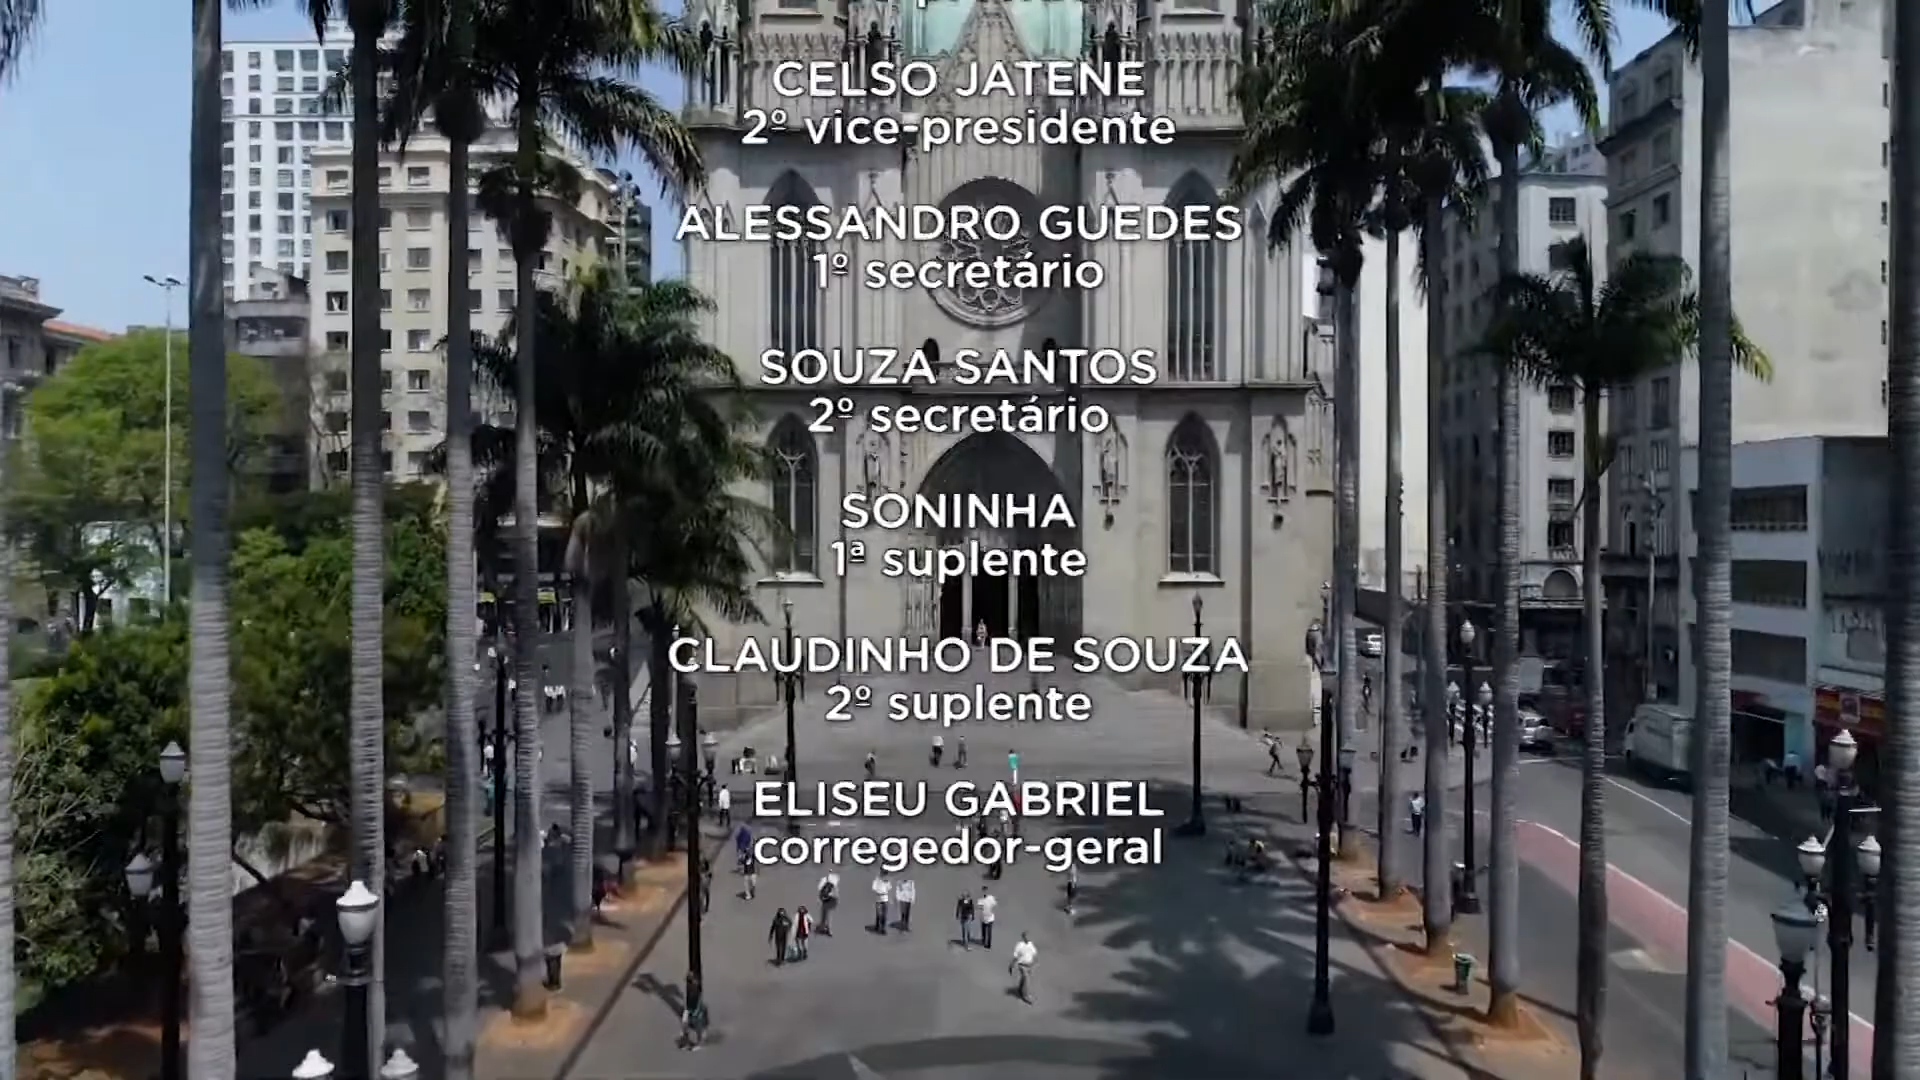 CELSO JATENE
2º vice-presidente
ALESSANDRO GUEDES
1º secretário
SOUZA SANTOS
2º secretário
SONINHA
1ª suplente
CLAUDINHO DE SOUZA
2º suplente
ELISEU GABRIEL
corregedor-geral